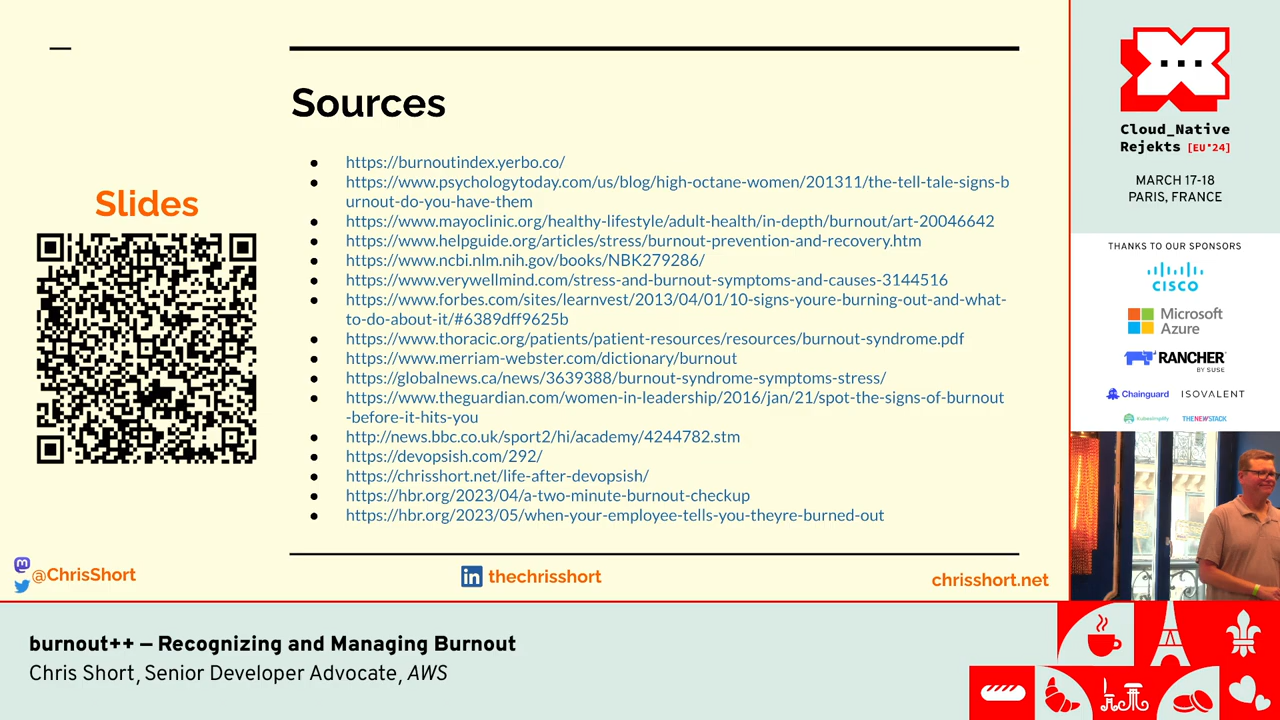 Sources
Slides
https://burnoutindex.yerbo.co/
https://www.psychologytoday.com/us/blog/high-octane-women/201311/the-tell-tale-signs-b
urnout-do-you-have-them
https://www.mayoclinic.org/healthy-lifestyle/adult-health/in-depth/burnout/art-20046642
https://www.helpguide.org/articles/stress/burnout-prevention-and-recovery.htm
https://www.ncbi.nlm.nih.gov/books/NBK279286/
https://www.verywellmind.com/stress-and-burnout-symptoms-and-causes-3144516
https://www.forbes.com/sites/learnvest/2013/04/01/10-signs-youre-burning-out-and-what-
to-do-about-it/#6389dff9625b
https://www.thoracic.org/patients/patient-resources/resources/burnout-syndrome.pdf
https://www.merriam-webster.com/dictionary/burnout
https://globalnews.ca/news/3639388/burnout-syndrome-symptoms-stress/
https://www.theguardian.com/women-in-leadership/2016/jan/21/spot-the-signs-of-burnout
-before-it-hits-you
http://news.bbc.co.uk/sport2/hi/academy/4244782.stm
https://devopsish.com/292/
https://chrisshort.net/life-after-devopsish/
https://hbr.org/2023/04/a-two-minute-burnout-checkup
https://hbr.org/2023/05/when-your-employee-tells-you-theyre-burned-out
@ChrisShort
thechrisshort
chrisshort.net
burnout++ – Recognizing and Managing Burnout
Chris Short, Senior Developer Advocate, AWS
Cloud_Native
Rejekts [EU'24]
MARCH 17-18
PARIS, FRANCE
THANKS TO OUR SPONSORS
CISCO
Microsoft
Azure
RANCHER
BY SUSE
Chainguard
ISOVALENT
kubesimplify
THENEWSTACK